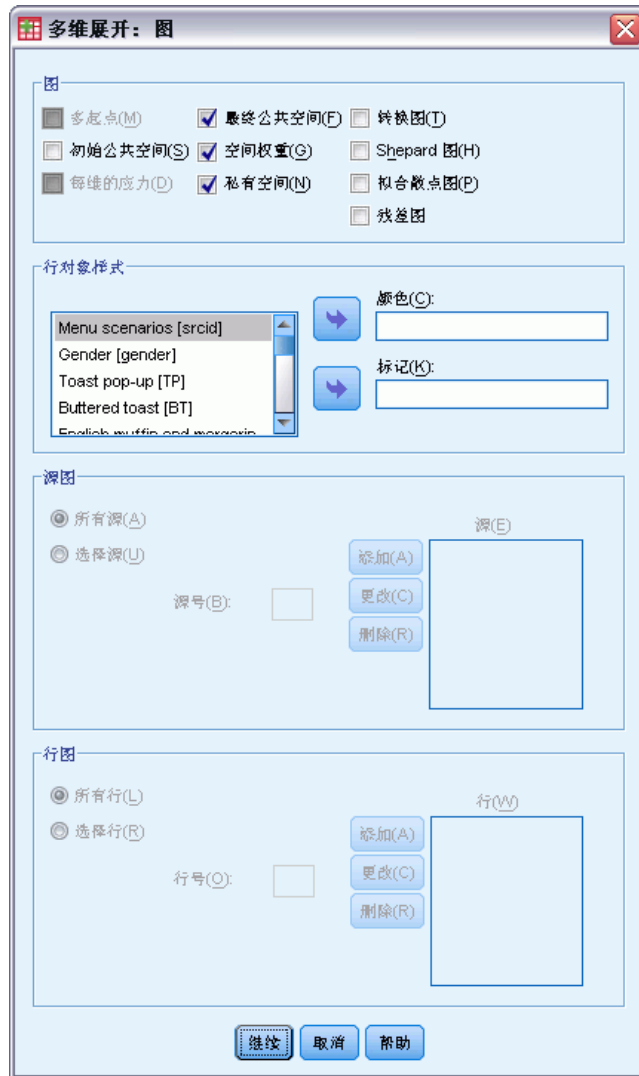 多维展开: 图
图
多起点(M)
最终公共空间(F)
转换图(T)
初始公共空间(S)
空间权重(G)
Shepard 图(H)
每维的应力(D)
私有空间(N)
拟合散点图(P)
残差图
行对象样式
Menu scenarios [srcid]
Gender [gender]
Toast pop-up [TP]
Buttered toast [BT]
English muffin and margarin
颜色(C):
标记(K):
源图
所有源(A)
选择源(U)
源号(B):
源(E)
添加(A)
更改(C)
删除(R)
行图
所有行(L)
选择行(R)
行号(O):
行(W)
添加(A)
更改(C)
删除(R)
继续
取消
帮助